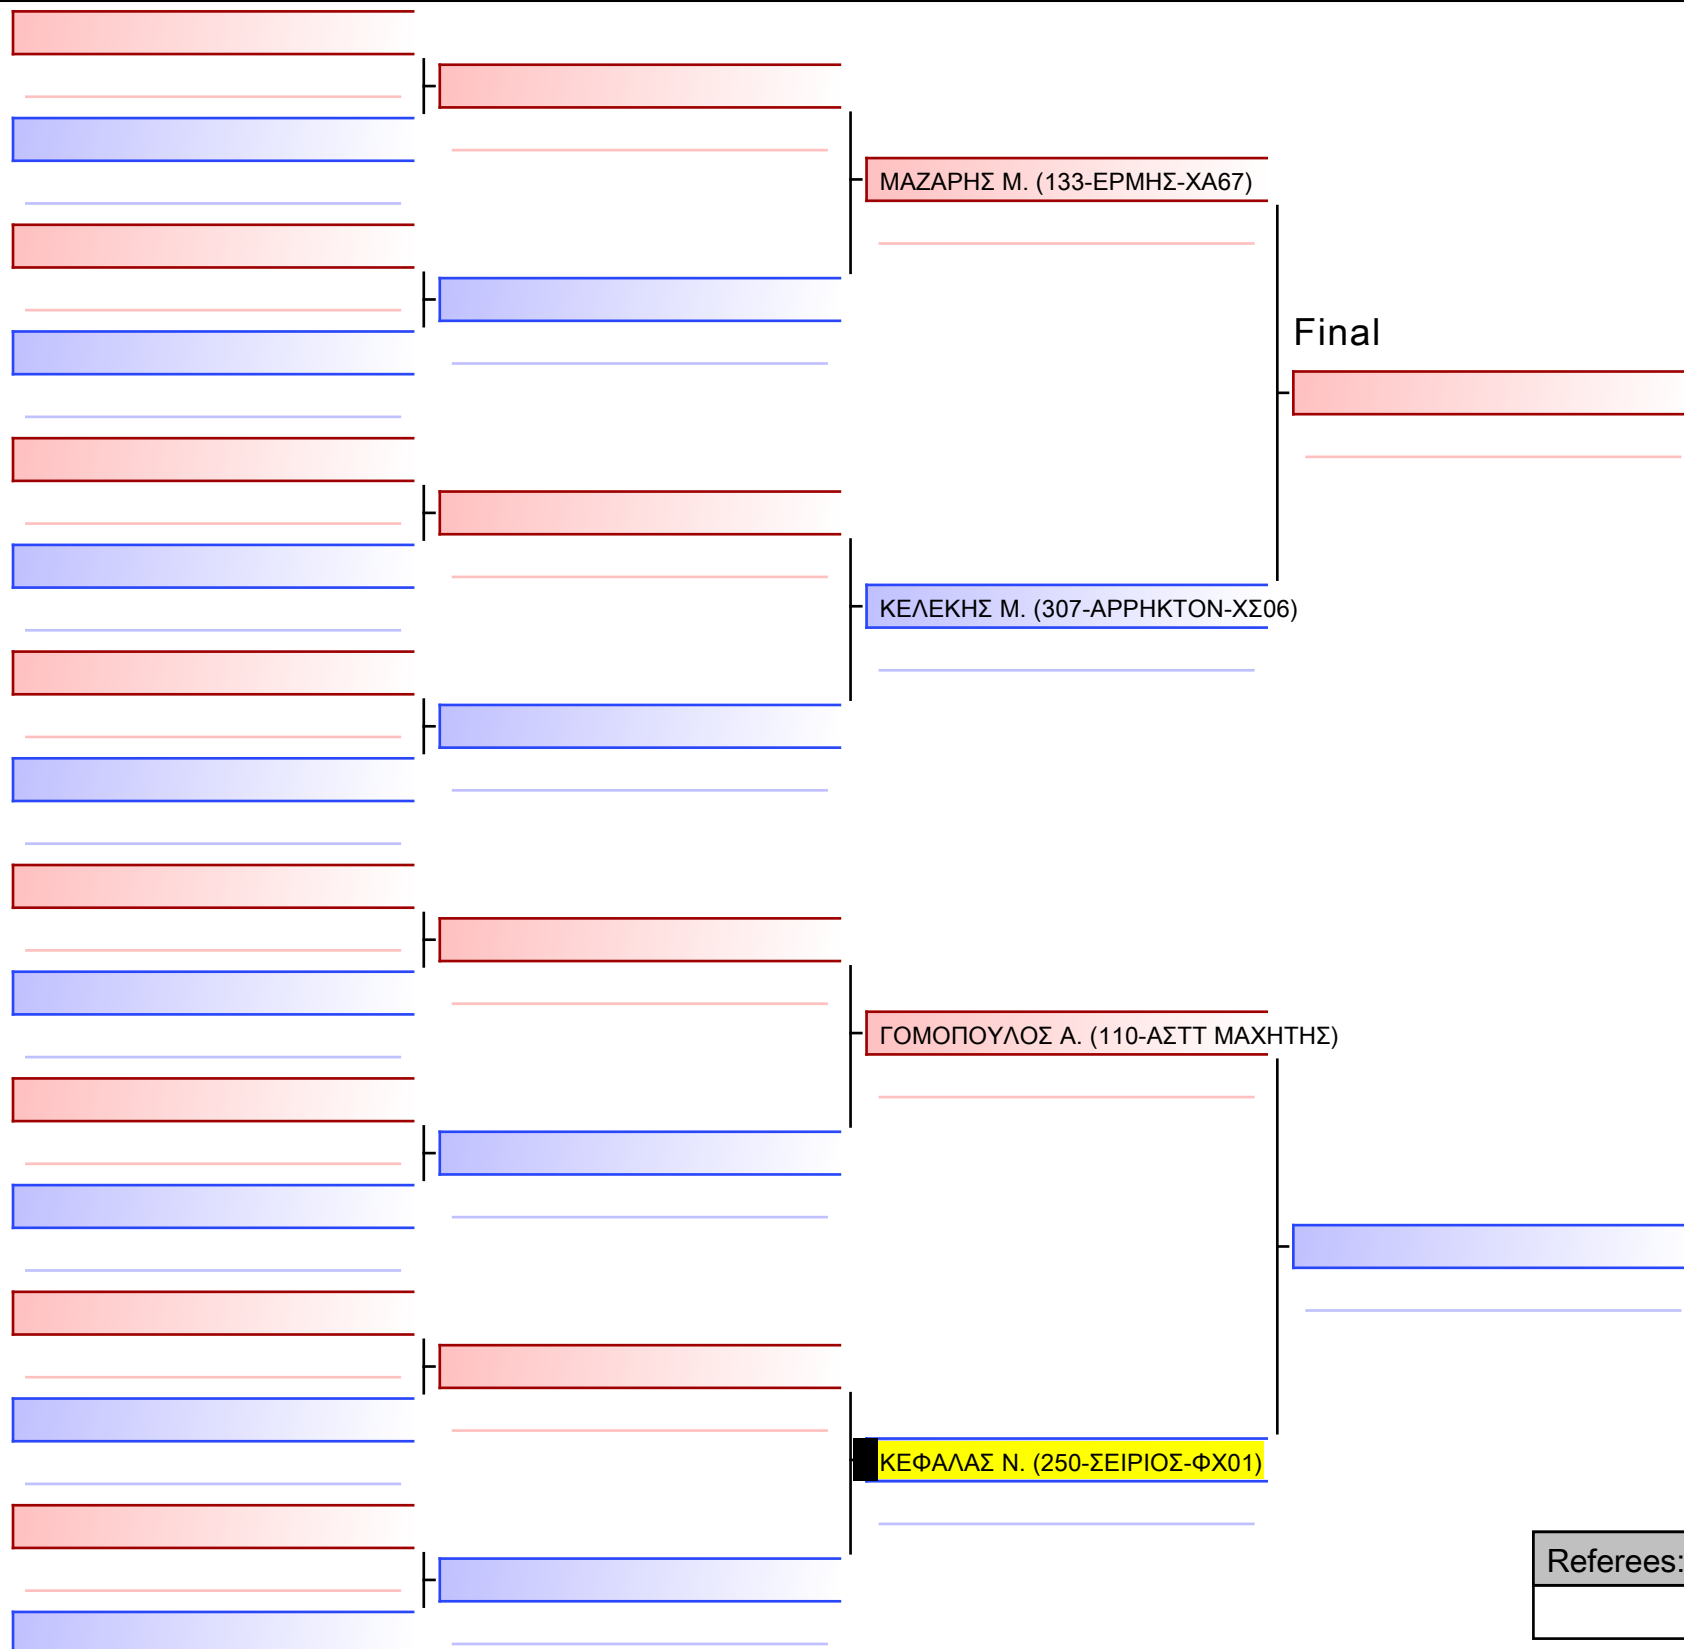 ΜΑΖΑΡΗΣ Μ. (133-ΕΡΜΗΣ-ΧΑ67)
Final
ΚΕΛΕΚΗΣ Μ. (307-ΑΡΡΗΚΤΟΝ-ΧΣ06)
ΓΟΜΟΠΟΥΛΟΣ Α. (110-ΑΣΤΤ ΜΑΧΗΤΗΣ)
ΚΕΦΑΛΑΣ Ν. (250-ΣΕΙΡΙΟΣ-ΦΧ01)
Referees: